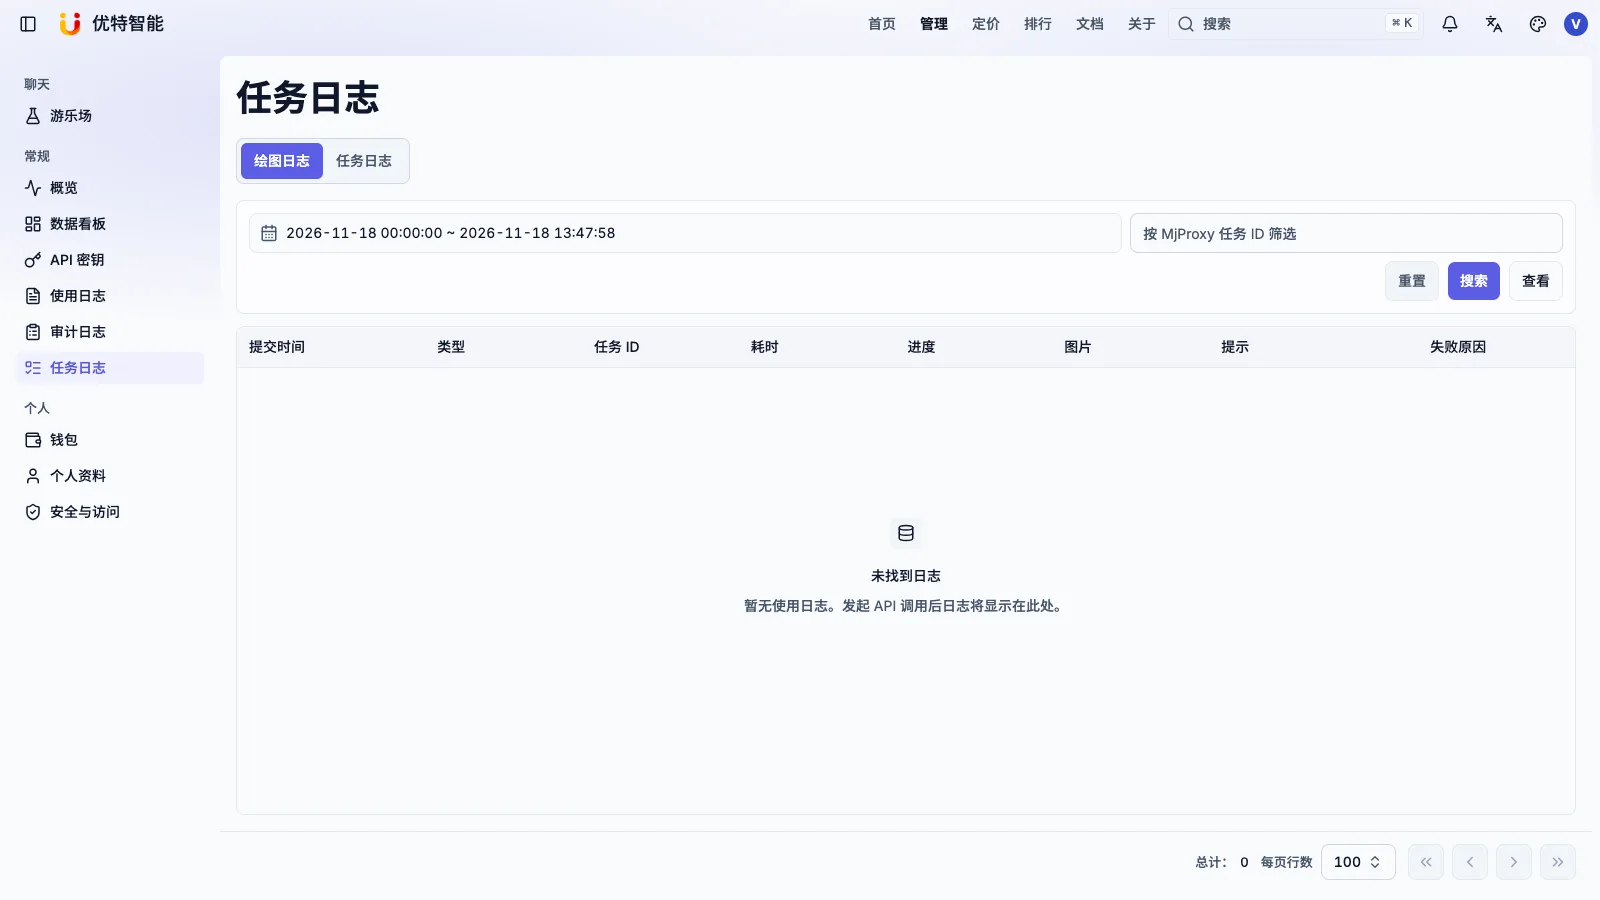 优特智能
首页 管理 定价 排行 文档 关于 搜索 ⌘ K V
聊天
游乐场
常规
概览
数据看板
API 密钥
使用日志
审计日志
任务日志
个人
钱包
个人资料
安全与访问
任务日志
绘图日志 任务日志
2026-11-18 00:00:00 ~ 2026-11-18 13:47:58 按 MjProxy 任务 ID 筛选
重置 搜索 查看
提交时间 类型 任务 ID 耗时 进度 图片 提示 失败原因
未找到日志
暂无使用日志。发起 API 调用后日志将显示在此处。
总计： 0 每页行数 100